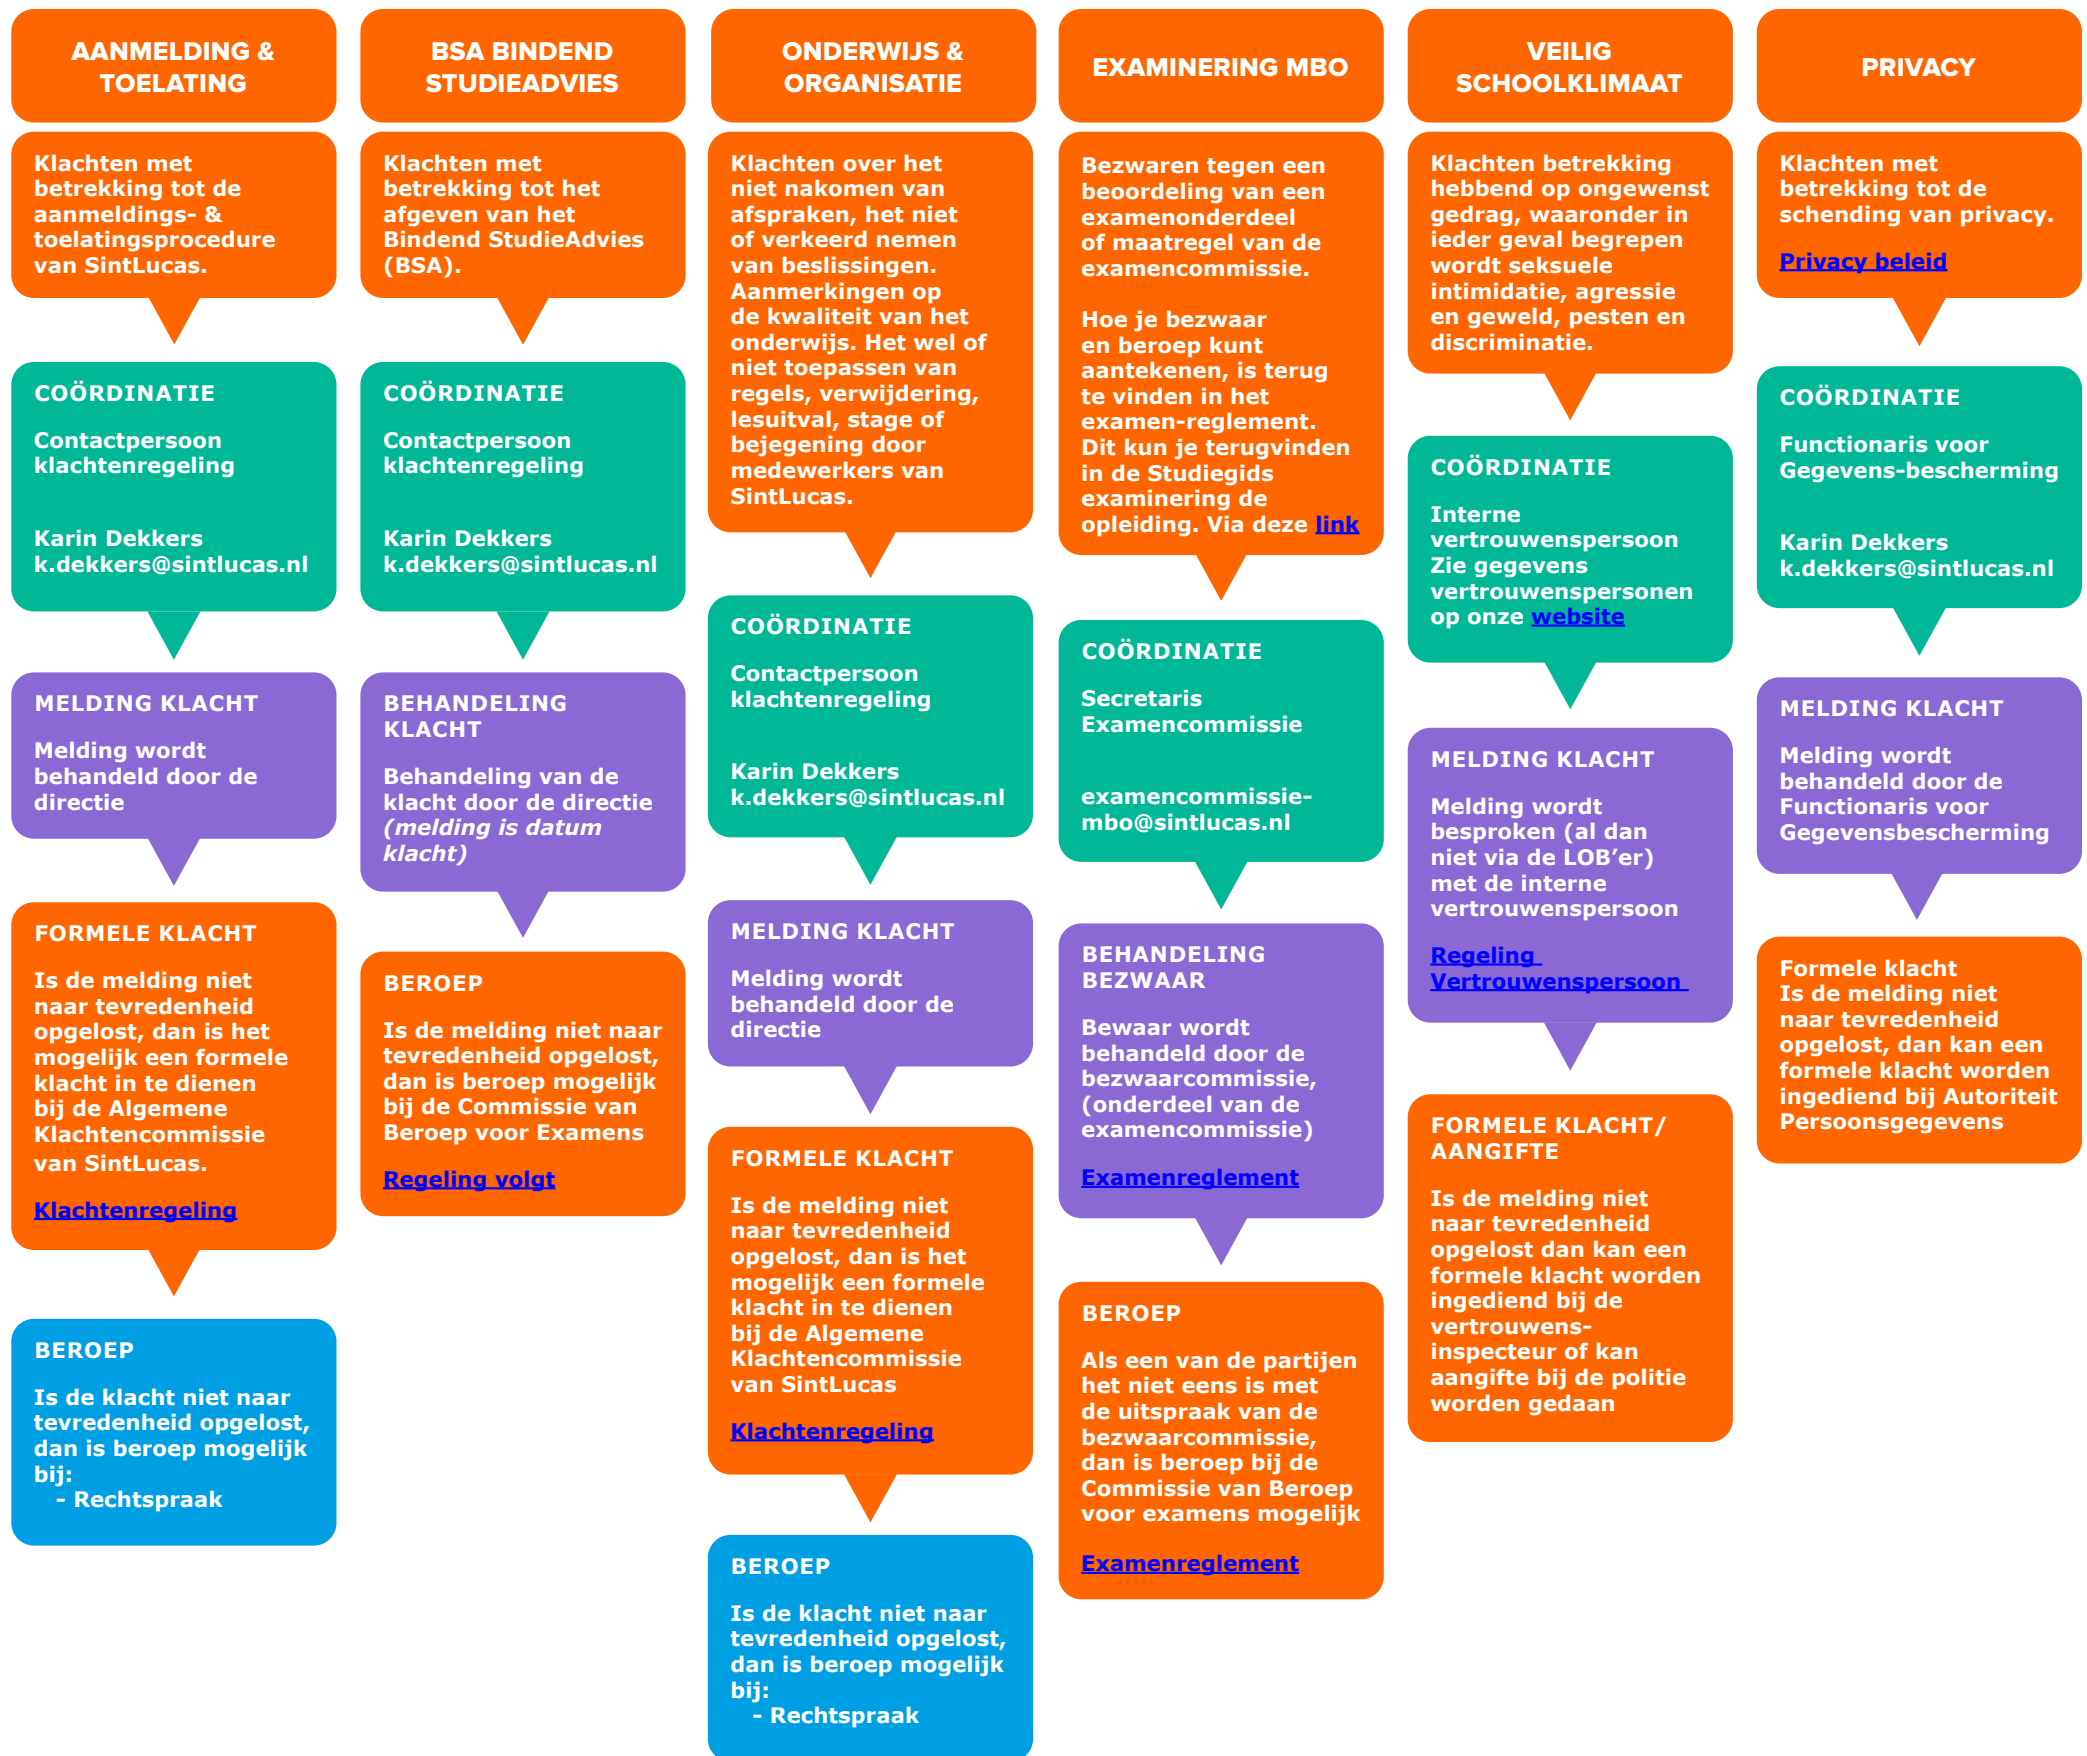 AANMELDING &
TOELATING
Klachten met
betrekking tot de
aanmeldings- &
toelatingsprocedure
van SintLucas.
COÖRDINATIE
Contactpersoon
klachtenregeling
Karin Dekkers
k.dekkers@sintlucas.nl
MELDING KLACHT
Melding wordt
behandeld door de
directie
FORMELE KLACHT
Is de melding niet
naar tevredenheid
opgelost, dan is het
mogelijk een formele
klacht in te dienen
bij de Algemene
Klachtencommissie
van SintLucas.
Klachtenregeling
BEROEP
Is de klacht niet naar
tevredenheid opgelost,
dan is beroep mogelijk
bij:
- Rechtspraak
BSA BINDEND
STUDIEADVIES
Klachten met
betrekking tot het
afgeven van het
Bindend StudieAdvies
(BSA).
COÖRDINATIE
Contactpersoon
klachtenregeling
Karin Dekkers
k.dekkers@sintlucas.nl
BEHANDELING
KLACHT
Behandeling van de
klacht door de directie
(melding is datum
klacht)
BEROEP
Is de melding niet naar
tevredenheid opgelost,
dan is beroep mogelijk
bij de Commissie van
Beroep voor Examens
Regeling volgt
ONDERWIJS &
ORGANISATIE
Klachten over het
niet nakomen van
afspraken, het niet
of verkeerd nemen
van beslissingen.
Aanmerkingen op
de kwaliteit van het
onderwijs. Het wel of
niet toepassen van
regels, verwijdering,
lesuitval, stage of
bejegening door
medewerkers van
SintLucas.
COÖRDINATIE
Contactpersoon
klachtenregeling
Karin Dekkers
k.dekkers@sintlucas.nl
MELDING KLACHT
Melding wordt
behandeld door de
directie
FORMELE KLACHT
Is de melding niet
naar tevredenheid
opgelost, dan is het
mogelijk een formele
klacht in te dienen
bij de Algemene
Klachtencommissie
van SintLucas
Klachtenregeling
BEROEP
Is de klacht niet naar
tevredenheid opgelost,
dan is beroep mogelijk
bij:
- Rechtspraak
EXAMINERING MBO
Bezwaren tegen een
beoordeling van een
examenonderdeel
of maatregel van de
examencommissie.
Hoe je bezwaar
en beroep kunt
aantekenen, is terug
te vinden in het
examen-reglement.
Dit kun je terugvinden
in de Studiegids
examinering de
opleiding. Via deze link
COÖRDINATIE
Secretaris
Examencommissie
examencommissie-
mbo@sintlucas.nl
BEHANDELING
BEZWAAR
Bewaar wordt
behandeld door de
bezwaarcommissie,
(onderdeel van de
examencommissie)
Examenreglement
BEROEP
Als een van de partijen
het niet eens is met
de uitspraak van de
bezwaarcommissie,
dan is beroep bij de
Commissie van Beroep
voor examens mogelijk
Examenreglement
VEILIG
SCHOOLKLIMAAT
Klachten betrekking
hebbend op ongewenst
gedrag, waaronder in
ieder geval begrepen
wordt seksuele
intimidatie, agressie
en geweld, pesten en
discriminatie.
COÖRDINATIE
Interne
vertrouwenspersoon
Zie gegevens
vertrouwenspersonen
op onze website
MELDING KLACHT
Melding wordt
besproken (al dan
niet via de LOB’er)
met de interne
vertrouwenspersoon
Regeling
Vertrouwenspersoon
FORMELE KLACHT/
AANGIFTE
Is de melding niet
naar tevredenheid
opgelost dan kan een
formele klacht worden
ingediend bij de
vertrouwens-
inspecteur of kan
aangifte bij de politie
worden gedaan
PRIVACY
Klachten met
betrekking tot de
schending van privacy.
Privacy beleid
COÖRDINATIE
Functionaris voor
Gegevens-bescherming
Karin Dekkers
k.dekkers@sintlucas.nl
MELDING KLACHT
Melding wordt
behandeld door de
Functionaris voor
Gegevensbescherming
Formele klacht
Is de melding niet
naar tevredenheid
opgelost, dan kan een
formele klacht worden
ingediend bij Autoriteit
Persoonsgegevens